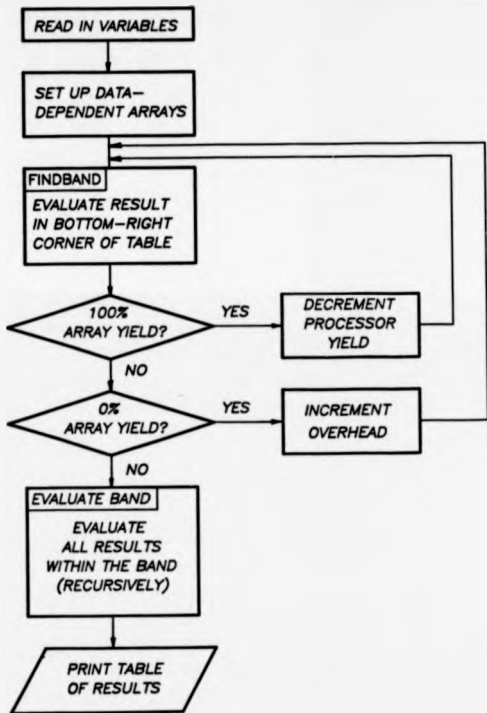 READ IN VARIABLES
SET UP DATA-
DEPENDENT ARRAYS
FINDBAND
EVALUATE RESULT
IN BOTTOM-RIGHT
CORNER OF TABLE
100%
ARRAY YIELD?
YES
DECREMENT
PROCESSOR
YIELD
NO
0%
ARRAY YIELD?
YES
INCREMENT
OVERHEAD
NO
EVALUATE BAND
EVALUATE
ALL RESULTS
WITHIN THE BAND
(RECURSIVELY)
PRINT TABLE
OF RESULTS